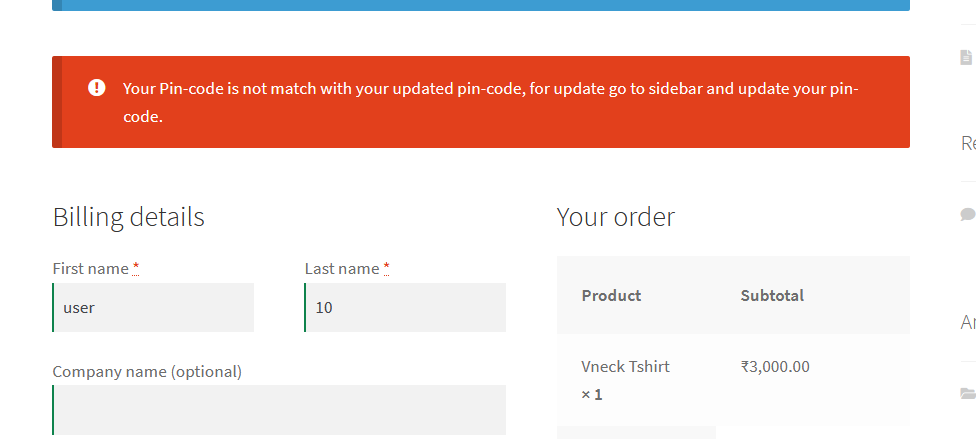 Your Pin-code is not match with your updated pin-code, for update go to sidebar and update your pin-
code.
Billing details
First name *
Last name *
user
10
Company name (optional)
Your order
Product Subtotal
Vneck Tshirt ₹3,000.00
× 1